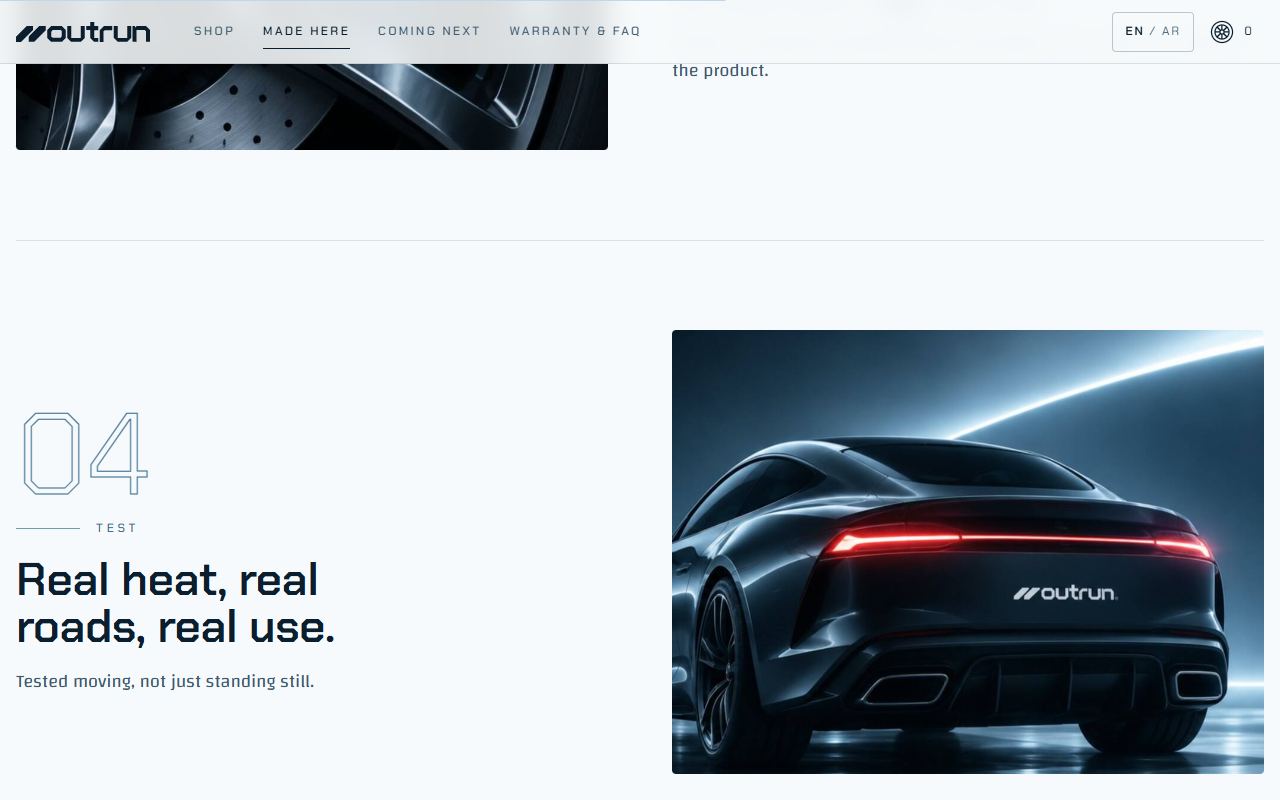 outrun
SHOP
MADE HERE
COMING NEXT
WARRANTY & FAQ
EN / AR
0
the product.
04
TEST
Real heat, real
roads, real use.
Tested moving, not just standing still.
outrun